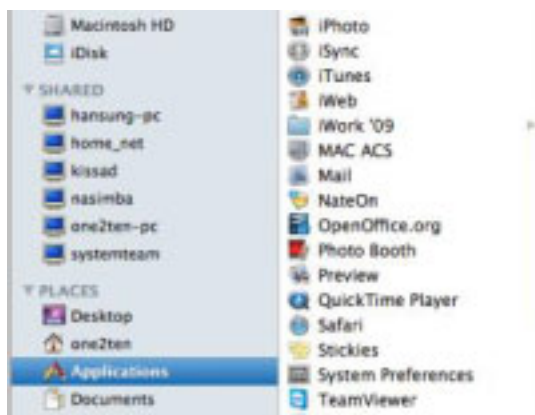 Macintosh HD
iDisk
SHARED
hansung-pc
home_net
kissad
nasimba
one2ten-pc
systemteam
PLACES
Desktop
one2ten
Applications
Documents
iPhoto
iSync
iTunes
iWeb
iWork '09
MAC ACS
Mail
NateOn
OpenOffice.org
Photo Booth
Preview
QuickTime Player
Safari
Stickies
System Preferences
TeamViewer